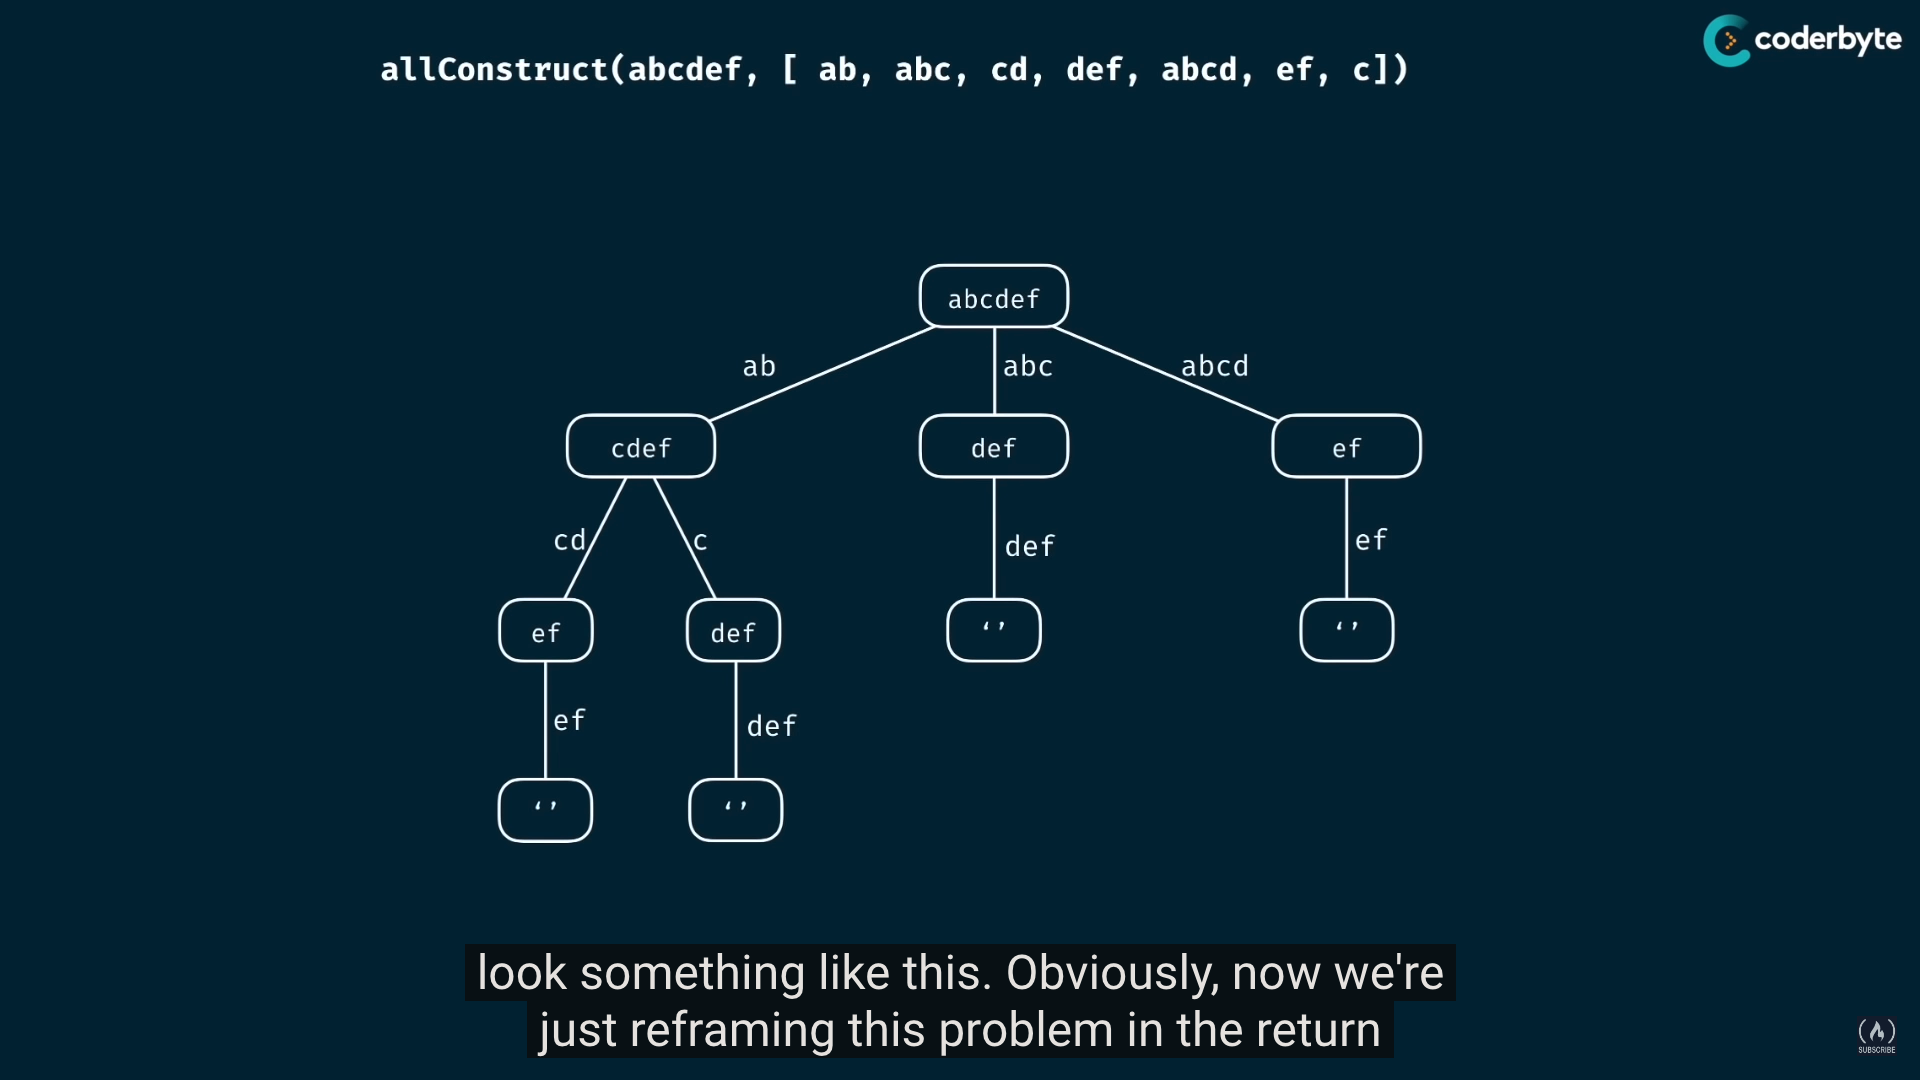 coderbyte
allConstruct(abcdef, [ ab, abc, cd, def, abcd, ef, c])
abcdef
ab
abc
abcd
cdef
def
ef
cd
c
def
ef
ef
def
‘’
‘’
ef
def
‘’
‘’
look something like this. Obviously, now we're
just reframing this problem in the return
SUBSCRIBE